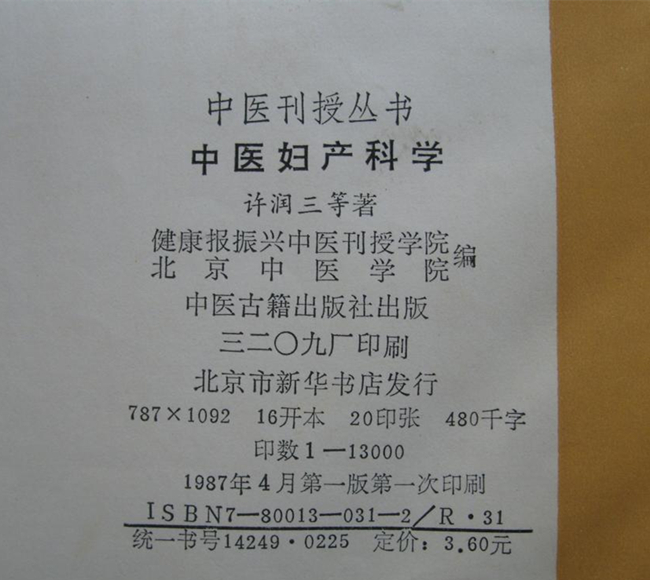 中医刊授丛书
中医妇产科学
许润三等著
健康报振兴中医刊授学院
北京中医学院 编
中医古籍出版社出版
三二〇九厂印刷
北京市新华书店发行
787×1092 16开本 20印张 480千字
印数1—13000
1987年4月第一版第一次印刷
ISBN7—80013—031—2/R·31
统一书号14249·0225 定价：3.60元